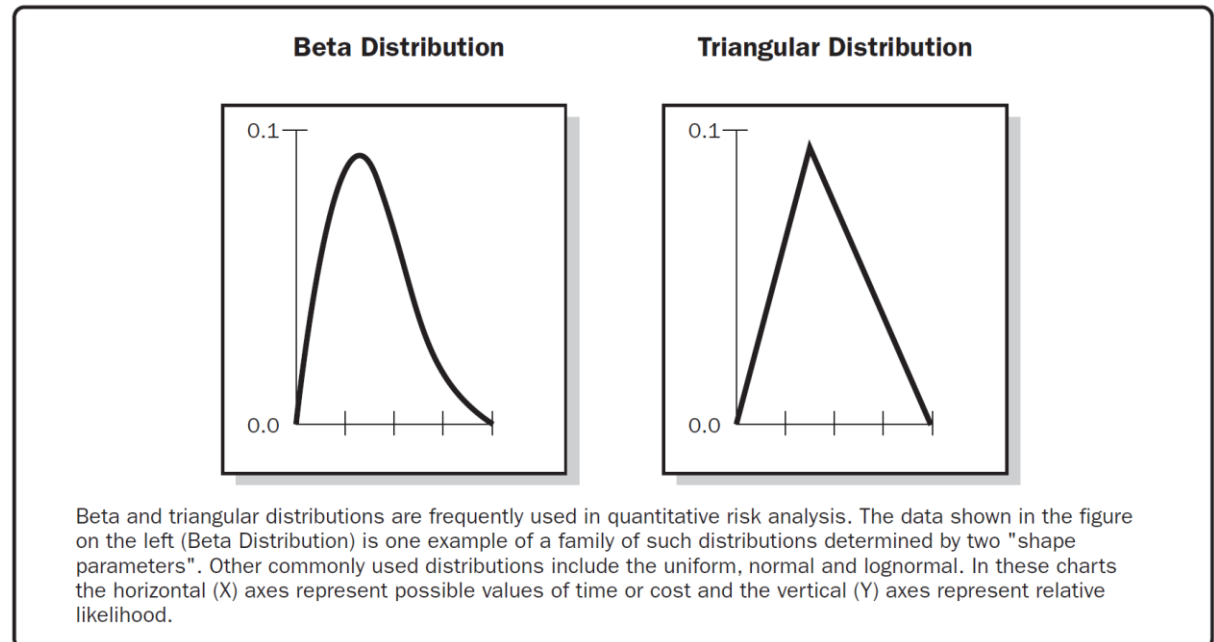 Beta Distribution
Triangular Distribution
0.1
0.0
0.1
0.0
Beta and triangular distributions are frequently used in quantitative risk analysis. The data shown in the figure
on the left (Beta Distribution) is one example of a family of such distributions determined by two "shape
parameters". Other commonly used distributions include the uniform, normal and lognormal. In these charts
the horizontal (X) axes represent possible values of time or cost and the vertical (Y) axes represent relative
likelihood.